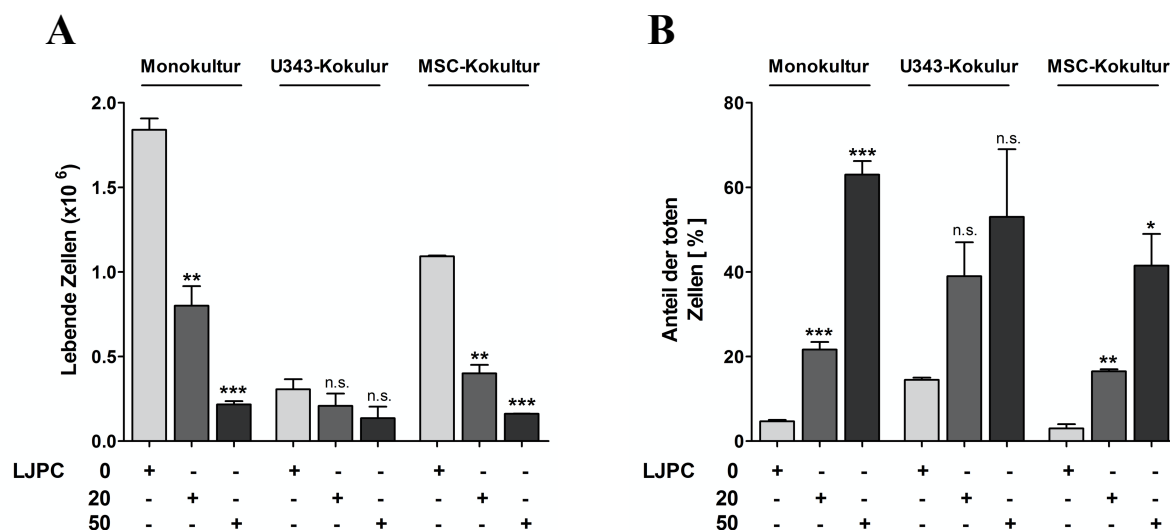 A
Monokultur U343-Kokulur MSC-Kokultur
Lebende Zellen (x10 6)
2.0
1.5
1.0
0.5
0.0
** *** n.s. n.s. ** ***
LJPC 0 + - - + - - + - -
20 - + - - + - - + -
50 - - + - - + - - +
B
Monokultur U343-Kokultur MSC-Kokultur
Anteil der toten
Zellen [ % ]
80
60
40
20
0
*** *** n.s. n.s. ** *
LJPC 0 + - - + - - + - -
20 - + - - + - - + -
50 - - + - - + - - +